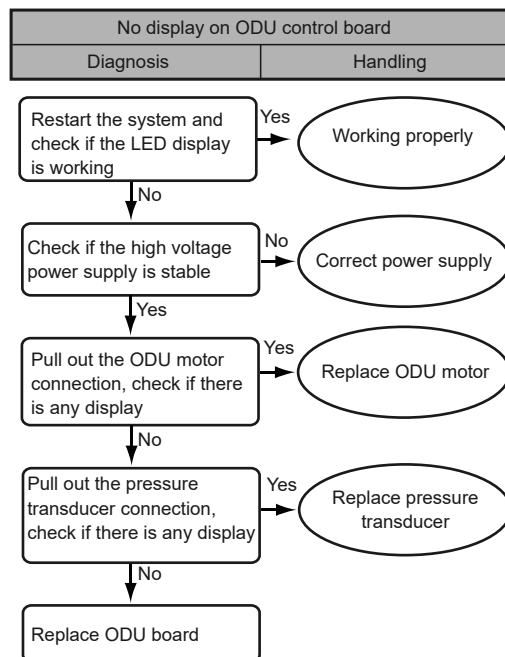 No display on ODU control board
Diagnosis
Handling
Restart the system and
check if the LED display
is working
Yes
Working properly
No
Check if the high voltage
power supply is stable
No
Correct power supply
Yes
Pull out the ODU motor
connection, check if there
is any display
Yes
Replace ODU motor
No
Pull out the pressure
transducer connection,
check if there is any display
Yes
Replace pressure
transducer
No
Replace ODU board